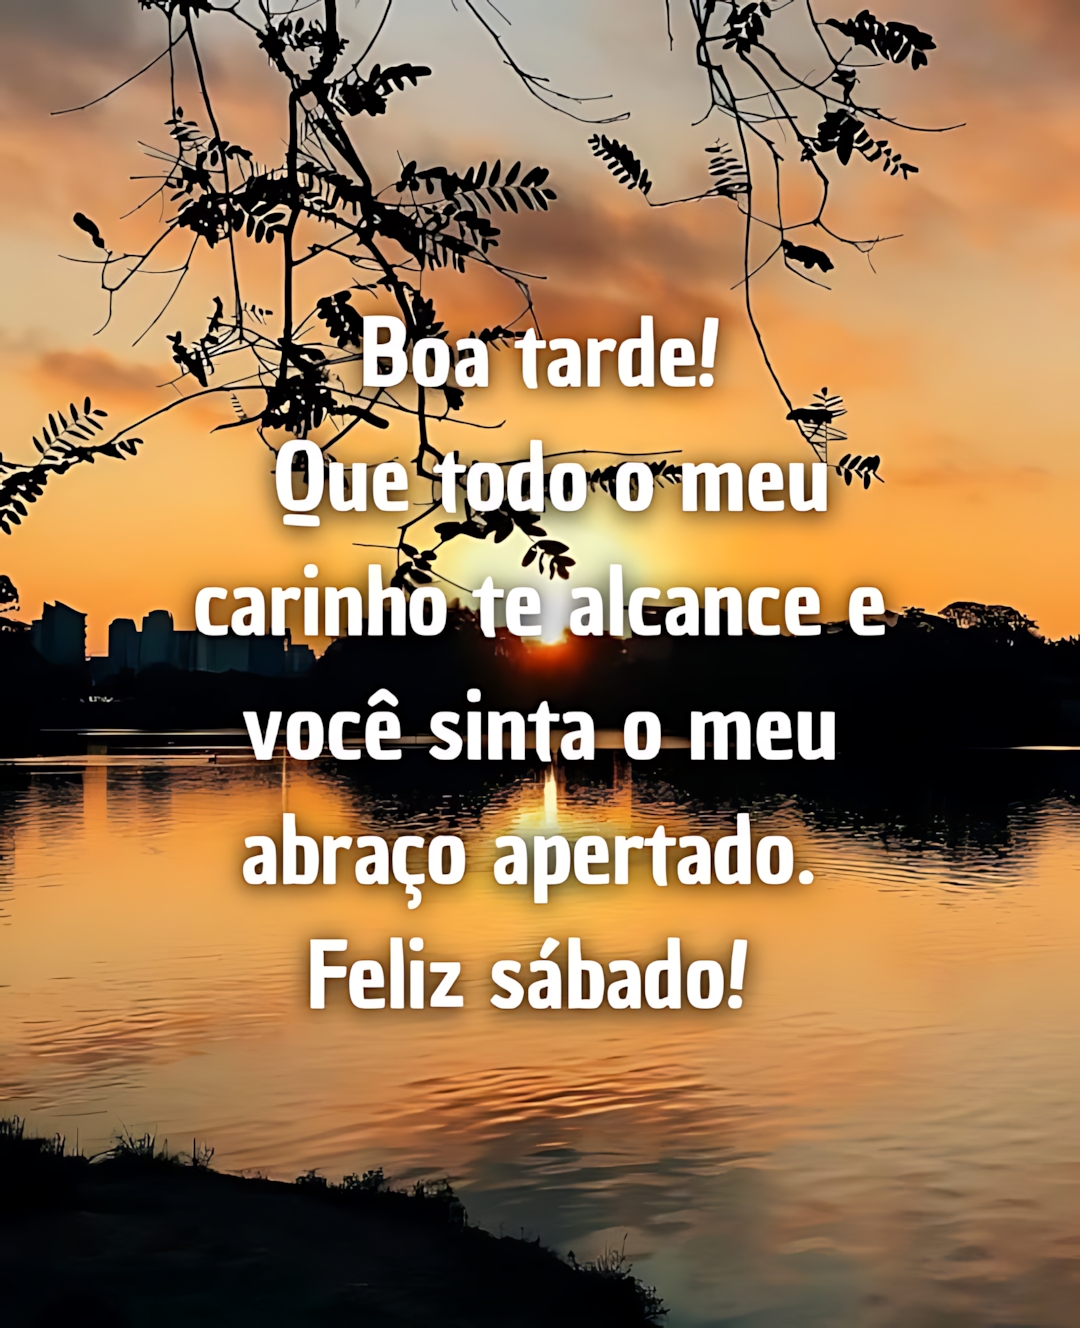 Boa tarde!
Que todo o meu
carinho te alcance e
você sinta o meu
abraço apertado.
Feliz sábado!